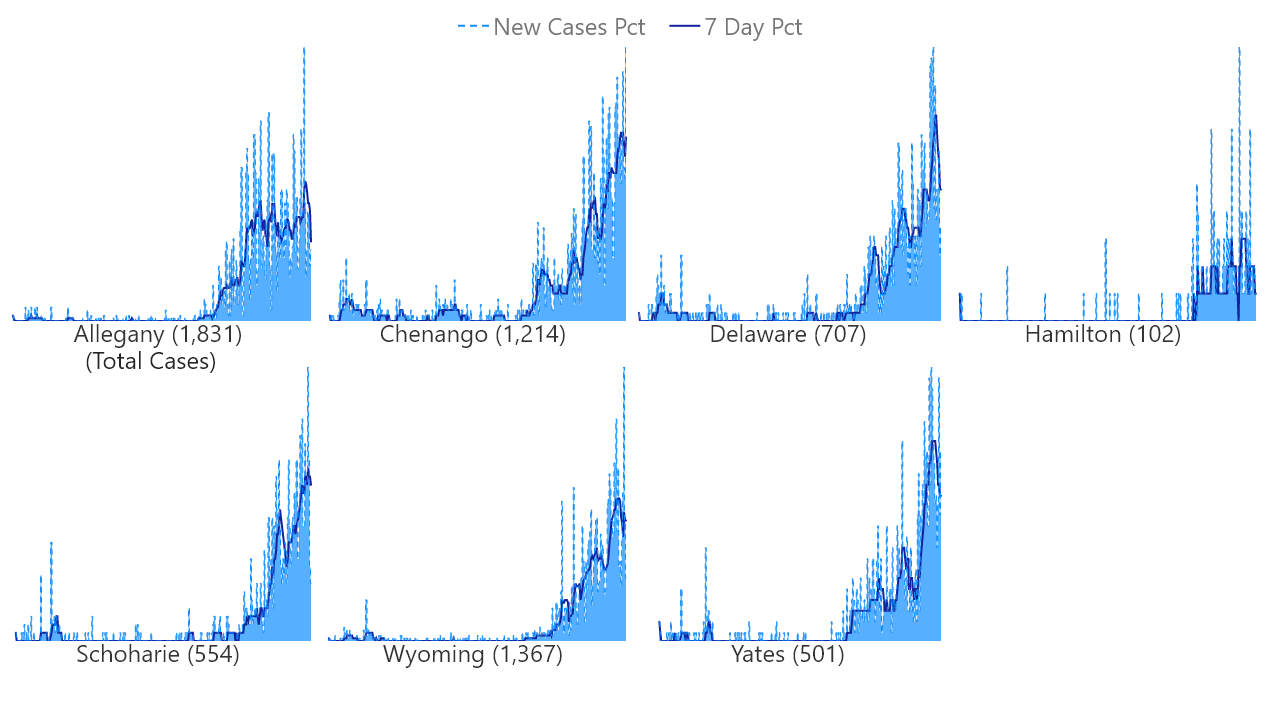 New Cases Pct 7 Day Pct
Allegany (1,831) Chenango (1,214) Delaware (707) Hamilton (102)
(Total Cases)
Schoharie (554) Wyoming (1,367) Yates (501)